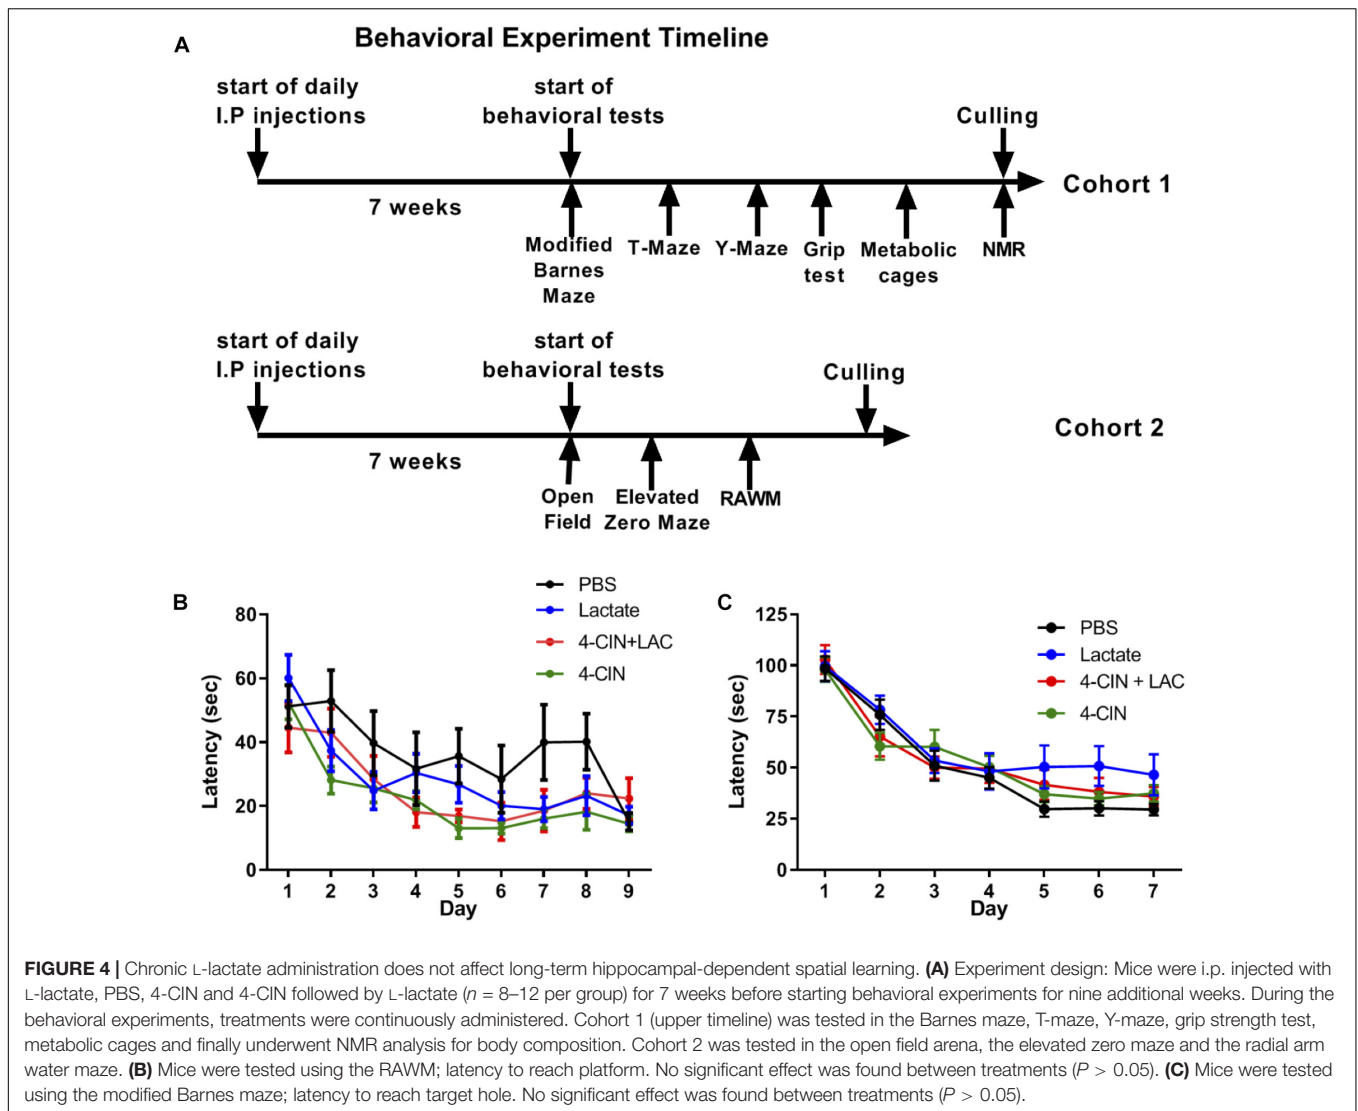 A
Behavioral Experiment Timeline
start of daily
I.P injections
start of
behavioral tests
Culling
Cohort 1
7 weeks
Modified
Barnes
Maze
T-Maze
Y-Maze
Grip
test
Metabolic
cages
NMR
start of daily
I.P injections
start of
behavioral tests
Culling
Cohort 2
7 weeks
Open
Field
Elevated
Zero Maze
RAWM
B
PBS
Lactate
4-CIN+LAC
4-CIN
Latency (sec)
80
60
40
20
0
1 2 3 4 5 6 7 8 9
Day
C
PBS
Lactate
4-CIN + LAC
4-CIN
Latency (sec)
125
100
75
50
25
0
1 2 3 4 5 6 7
Day
FIGURE 4 | Chronic L-lactate administration does not affect long-term hippocampal-dependent spatial learning. (A) Experiment design: Mice were i.p. injected with
L-lactate, PBS, 4-CIN and 4-CIN followed by L-lactate (n = 8–12 per group) for 7 weeks before starting behavioral experiments for nine additional weeks. During the
behavioral experiments, treatments were continuously administered. Cohort 1 (upper timeline) was tested in the Barnes maze, T-maze, Y-maze, grip strength test,
metabolic cages and finally underwent NMR analysis for body composition. Cohort 2 was tested in the open field arena, the elevated zero maze and the radial arm
water maze. (B) Mice were tested using the RAWM; latency to reach platform. No significant effect was found between treatments (P > 0.05). (C) Mice were tested
using the modified Barnes maze; latency to reach target hole. No significant effect was found between treatments (P > 0.05).